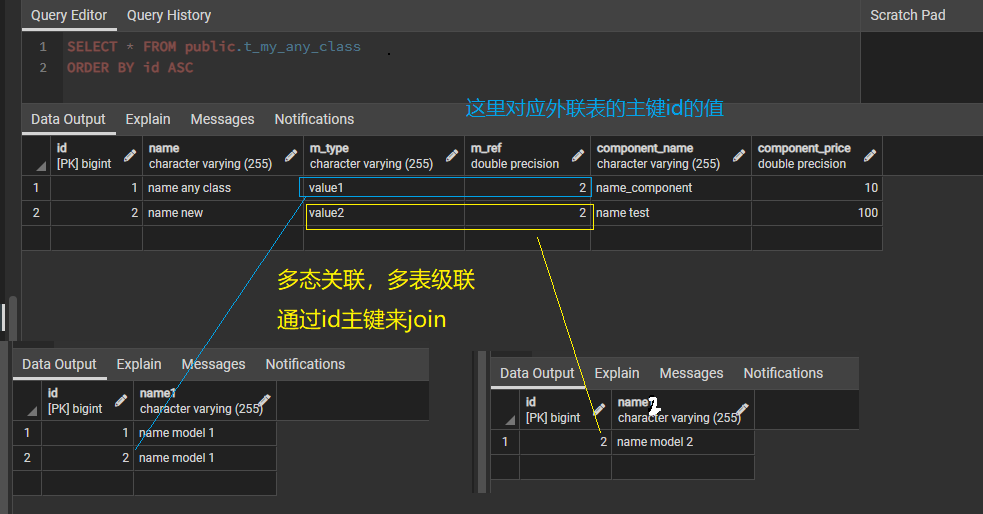 Query Editor Query History Scratch Pad
1 SELECT * FROM public.t_my_any_class
2 ORDER BY id ASC
这里对应外联表的主键id的值
Data Output Explain Messages Notifications
id name m_type m_ref component_name component_price
[PK] bigint character varying (255) character varying (255) double precision character varying (255) double precision
1 1 name any class value1 2 name_component 10
2 2 name new value2 2 name test 100
多态关联，多表级联
通过id主键来join
Data Output Explain Messages Notifications
id name1
[PK] bigint character varying (255)
1 1 name model 1
2 2 name model 1
Data Output Explain Messages Notifications
id name
[PK] bigint character varying (255)
1 2 name model 2